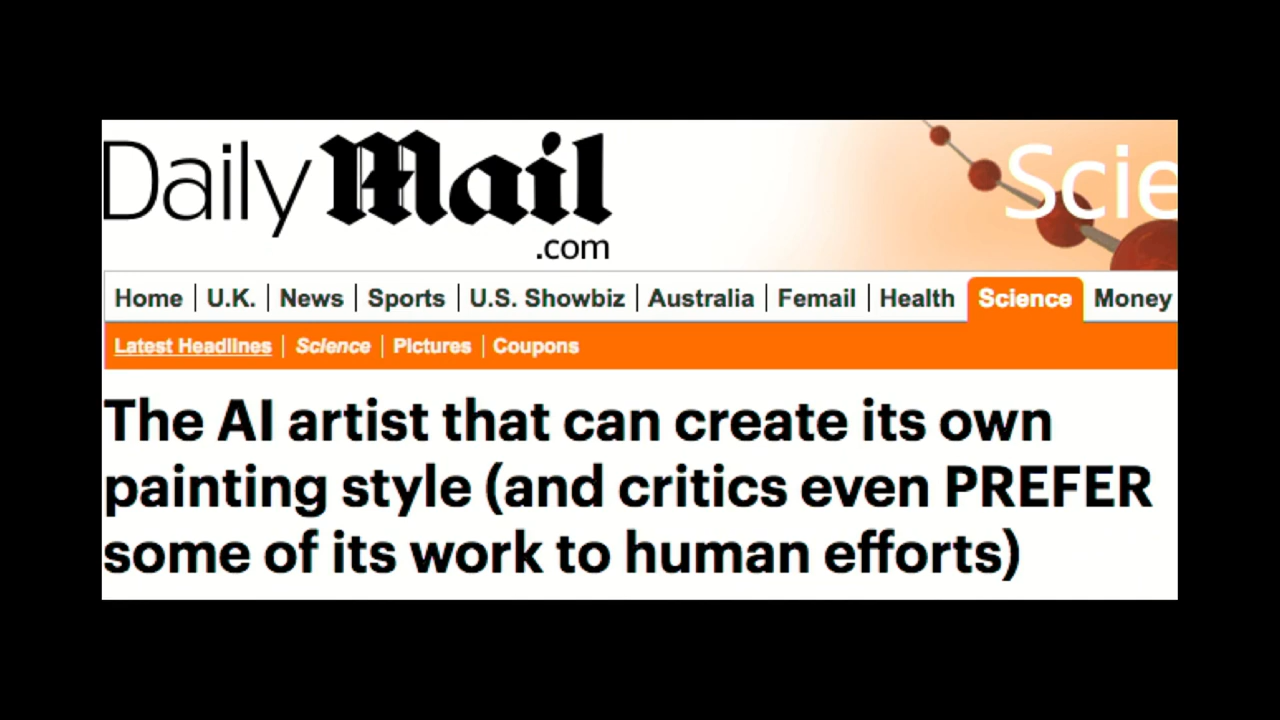 Daily Mail
.com
Scie
Home | U.K. | News | Sports | U.S. Showbiz | Australia | Femail | Health | Science | Money
Latest Headlines | Science | Pictures | Coupons
The AI artist that can create its own
painting style (and critics even PREFER
some of its work to human efforts)